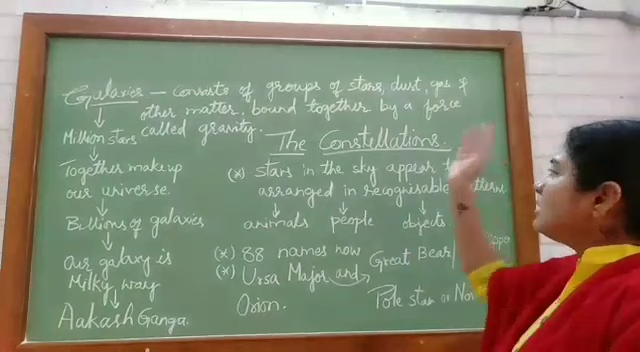 Galaxies — consists of groups of stars, dust, gas &
other matter, bound together by a force
called gravity.
Million stars
Together make up
our universe.
Billions of galaxies
Our galaxy is
Milky way
Aakash Ganga.
The Constellations.
(x) stars in the sky appear
arranged in recognisable
animals people objects
(x) 88 names now
(x) Ursa Major and
Orion.
Great Bear/
Pole star or